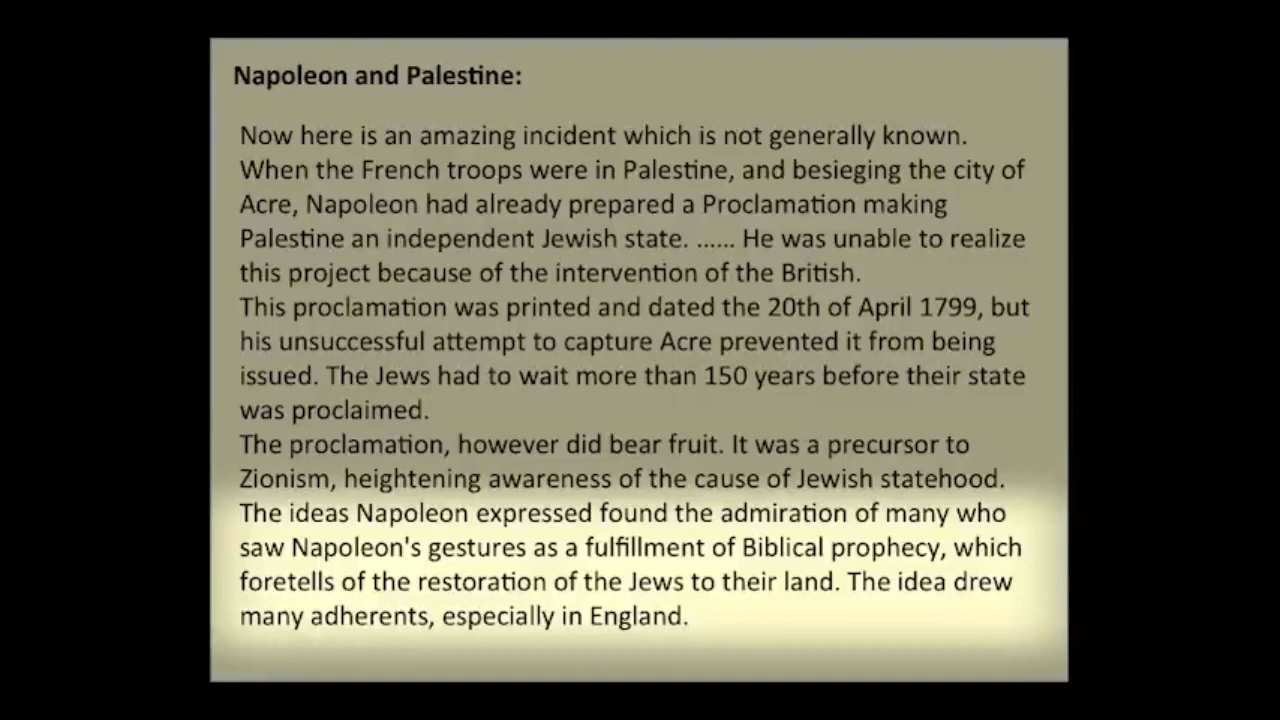 Napoleon and Palestine:
Now here is an amazing incident which is not generally known.
When the French troops were in Palestine, and besieging the city of
Acre, Napoleon had already prepared a Proclamation making
Palestine an independent Jewish state. ...... He was unable to realize
this project because of the intervention of the British.
This proclamation was printed and dated the 20th of April 1799, but
his unsuccessful attempt to capture Acre prevented it from being
issued. The Jews had to wait more than 150 years before their state
was proclaimed.
The proclamation, however did bear fruit. It was a precursor to
Zionism, heightening awareness of the cause of Jewish statehood.
The ideas Napoleon expressed found the admiration of many who
saw Napoleon's gestures as a fulfillment of Biblical prophecy, which
foretells of the restoration of the Jews to their land. The idea drew
many adherents, especially in England.